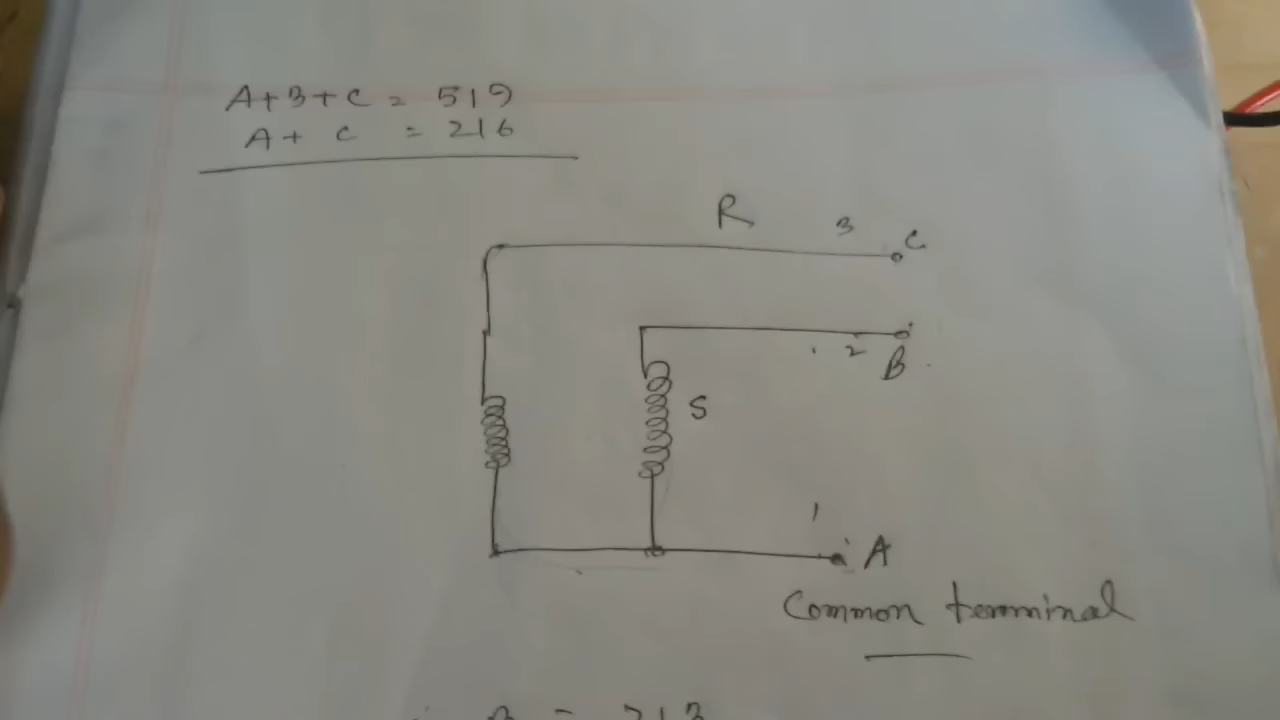 A+B+C = 519
A+ C = 216
R
3
C
2
B
S
1
A
Common terminal